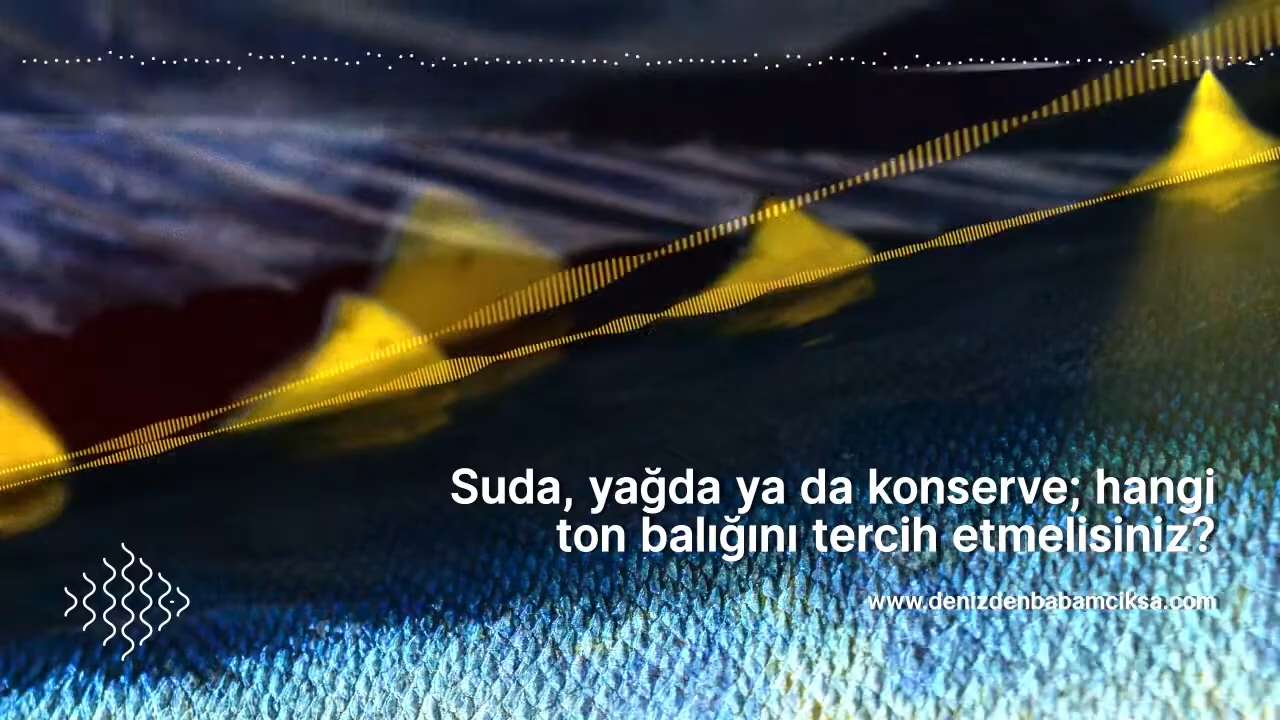 Suda, yağda ya da konserve; hangi
ton balığını tercih etmelisiniz?
www.denizdenbabamciksa.com